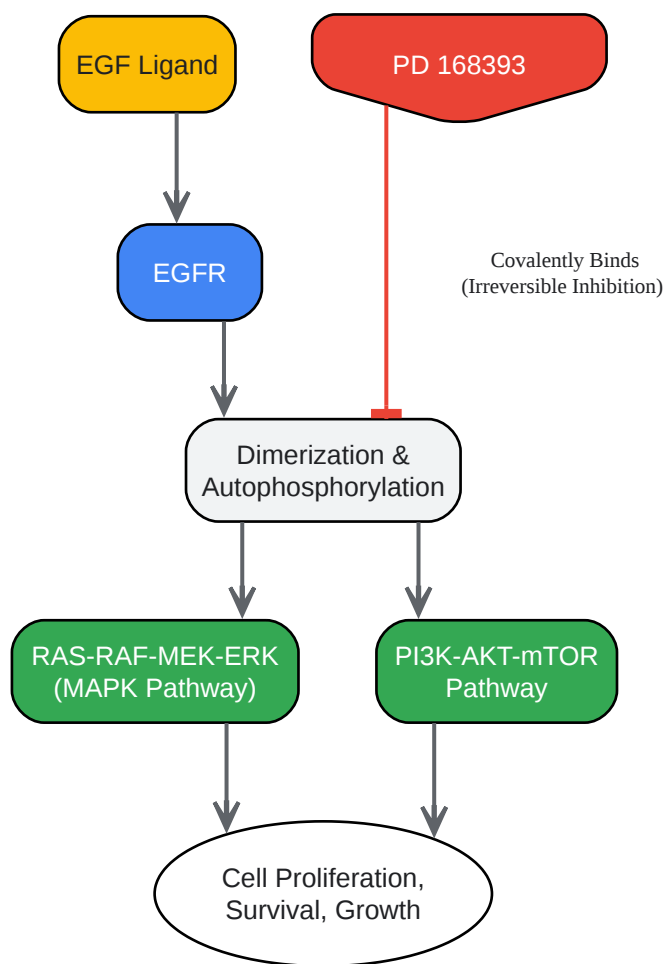 EGF Ligand
PD 168393
EGFR
Covalently Binds
(Irreversible Inhibition)
Dimerization &
Autophosphorylation
RAS-RAF-MEK-ERK
(MAPK Pathway)
PI3K-AKT-mTOR
Pathway
Cell Proliferation,
Survival, Growth